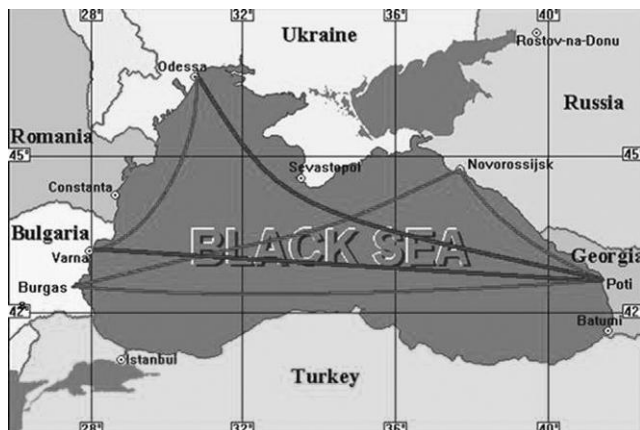 28° 32° 36° 40°
Ukraine
Rostov-na-Donu
Odessa
Russia
Romania
45° 45°
Sevastopol
Novorossijsk
Constanta
Bulgaria
BLACK SEA
Georgia
Varna
Burgas
Poti
42° 42°
Batumi
Istanbul
Turkey
28° 32° 36° 40°